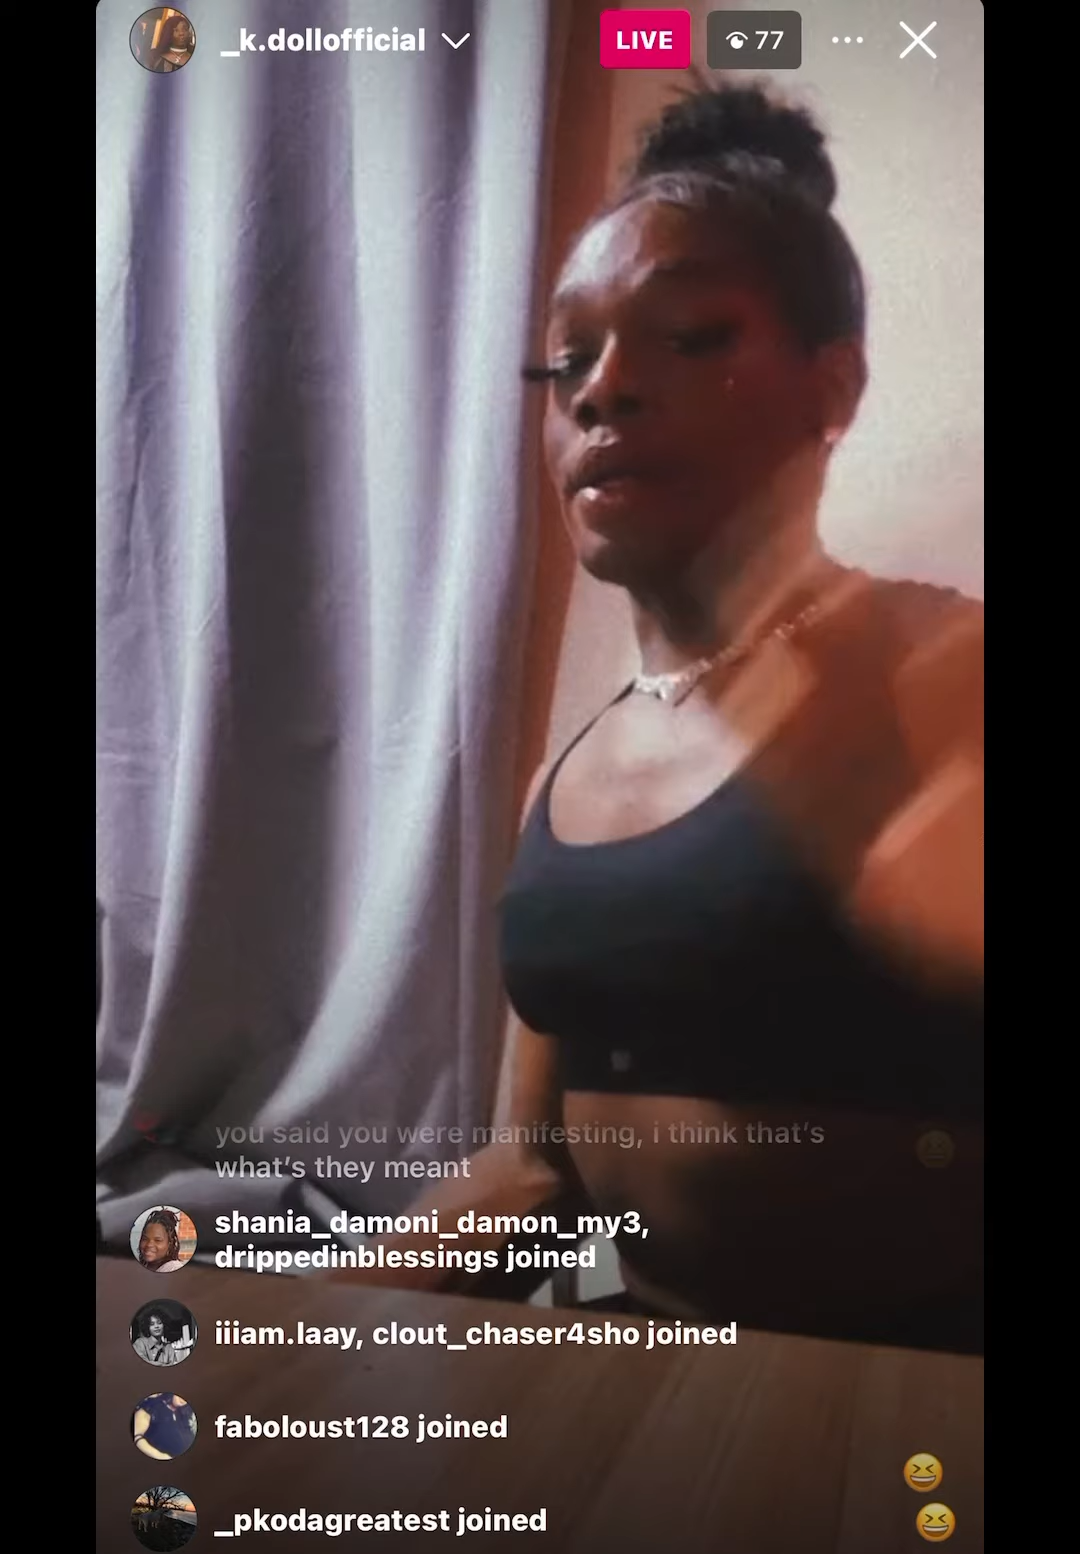 _k.dollofficial
LIVE
77
you said you were manifesting, i think that's
what's they meant
shania_damoni_damon_my3,
drippedinblessings joined
iiiam.laay, clout_chaser4sho joined
faboloust128 joined
_pkodagreatest joined